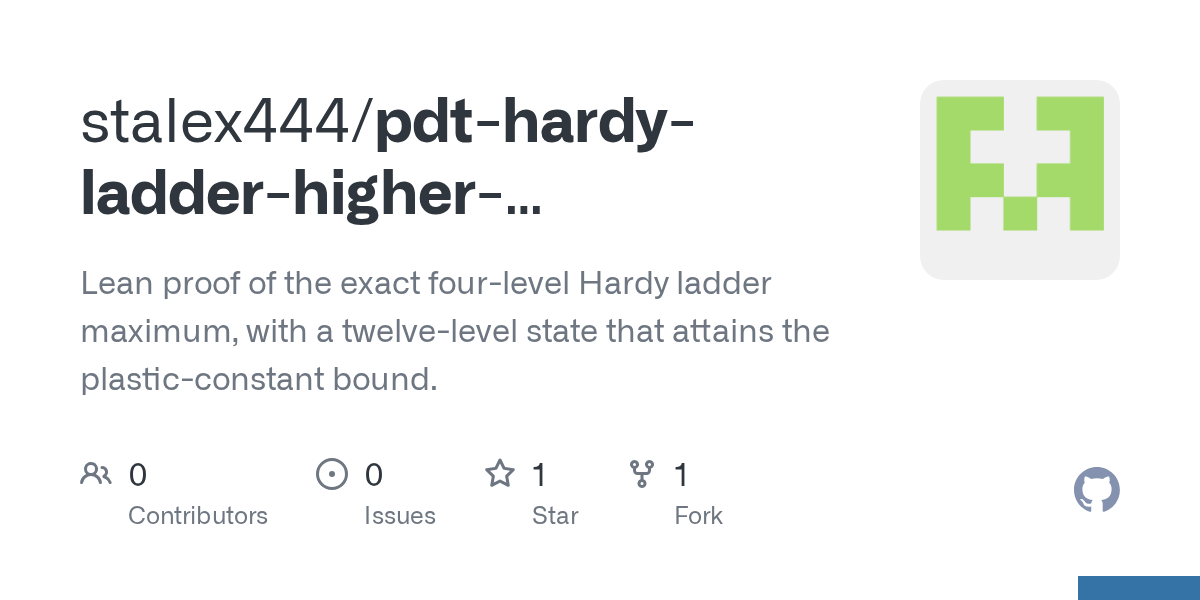 stalex444/pdt-hardy-
ladder-higher-...
Lean proof of the exact four-level Hardy ladder
maximum, with a twelve-level state that attains the
plastic-constant bound.
0 0 1 1
Contributors Issues Star Fork